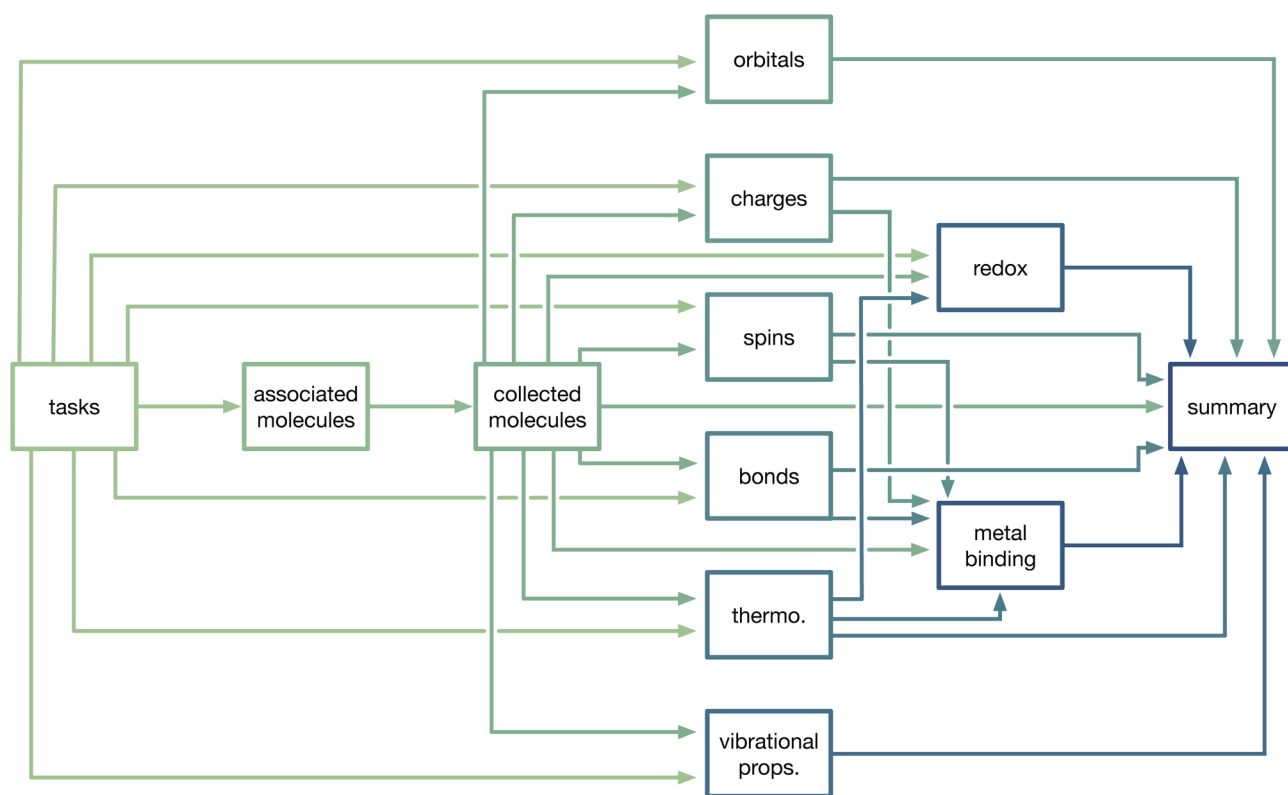 orbitals
charges
redox
spins
tasks
associated
molecules
collected
molecules
summary
bonds
metal
binding
thermo.
vibrational
props.